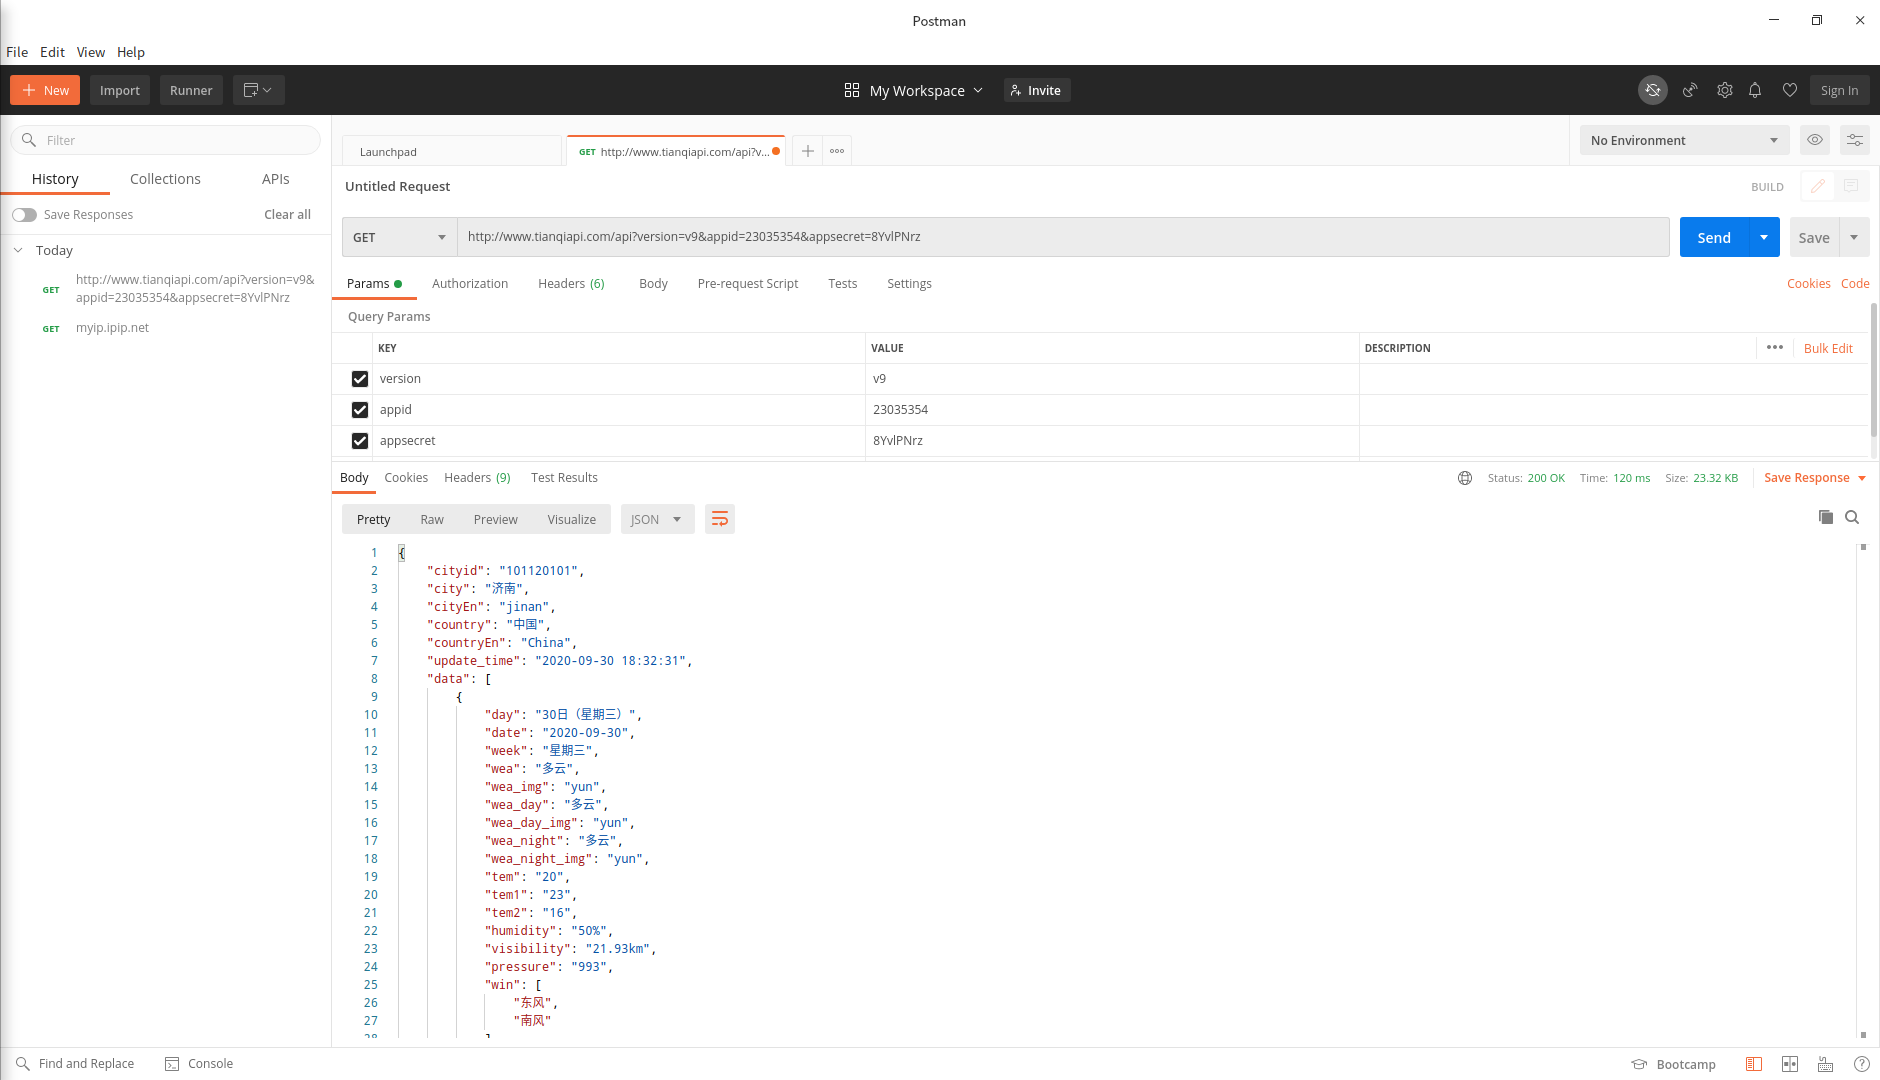 Postman
File Edit View Help
New Import Runner My Workspace Invite Sign In
Filter
History Collections APIs
Save Responses Clear all
Today
GET http://www.tianqiapi.com/api?version=v9&
appid=23035354&appsecret=8YvlPNrz
GET myip.ipip.net
Launchpad GET http://www.tianqiapi.com/api?v... No Environment
Untitled Request BUILD
GET http://www.tianqiapi.com/api?version=v9&appid=23035354&appsecret=8YvlPNrz Send Save
Params Authorization Headers (6) Body Pre-request Script Tests Settings Cookies Code
Query Params
KEY VALUE DESCRIPTION ••• Bulk Edit
version v9
appid 23035354
appsecret 8YvlPNrz
Body Cookies Headers (9) Test Results Status: 200 OK Time: 120 ms Size: 23.32 KB Save Response
Pretty Raw Preview Visualize JSON
1 {
2 "cityid": "101120101",
3 "city": "济南",
4 "cityEn": "jinan",
5 "country": "中国",
6 "countryEn": "China",
7 "update_time": "2020-09-30 18:32:31",
8 "data": [
9 {
10 "day": "30日（星期三）",
11 "date": "2020-09-30",
12 "week": "星期三",
13 "wea": "多云",
14 "wea_img": "yun",
15 "wea_day": "多云",
16 "wea_day_img": "yun",
17 "wea_night": "多云",
18 "wea_night_img": "yun",
19 "tem": "20",
20 "tem1": "23",
21 "tem2": "16",
22 "humidity": "50%",
23 "visibility": "21.93km",
24 "pressure": "993",
25 "win": [
26 "东风",
27 "南风"
28 ]
Find and Replace Console Bootcamp